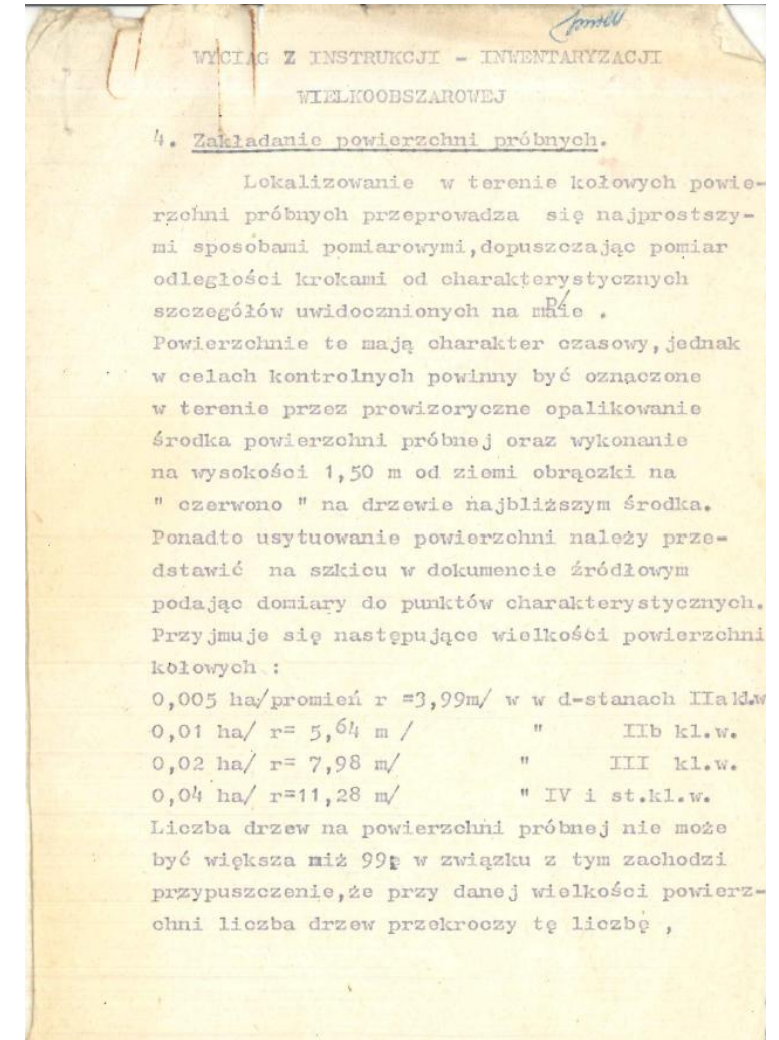 WYCIĄG Z INSTRUKCJI - INWENTARYZACJI
WIELKOOBSZAROWEJ
4. Zakładanie powierzchni próbnych.
Lokalizowanie w terenie kołowych powie-
rzchni próbnych przeprowadza się najprostszy-
mi sposobami pomiarowymi,dopuszczając pomiar
odległości krokami od charakterystycznych
szczegółów uwidocznionych na mapie .
Powierzchnie te mają charakter czasowy,jednak
w celach kontrolnych powinny być oznaczone
w terenie przez prowizoryczne opalikowanie
środka powierzchni próbnej oraz wykonanie
na wysokości 1,50 m od ziemi obrączki na
" czerwono " na drzewie najbliższym środka.
Ponadto usytuowanie powierzchni należy prze-
dstawić na szkicu w dokumencie źródłowym
podając domiary do punktów charakterystycznych.
Przyjmuje się następujące wielkości powierzchni
kołowych :
0,005 ha/promień r =3,99m/ w w d-stanach IIa kl.w
0,01 ha/ r= 5,64 m / " IIb kl.w.
0,02 ha/ r= 7,98 m/ " III kl.w.
0,04 ha/ r=11,28 m/ " IV i st.kl.w.
Liczba drzew na powierzchni próbnej nie może
być większa niż 99; w związku z tym zachodzi
przypuszczenie,że przy danej wielkości powierz-
chni liczba drzew przekroczy tę liczbę ,